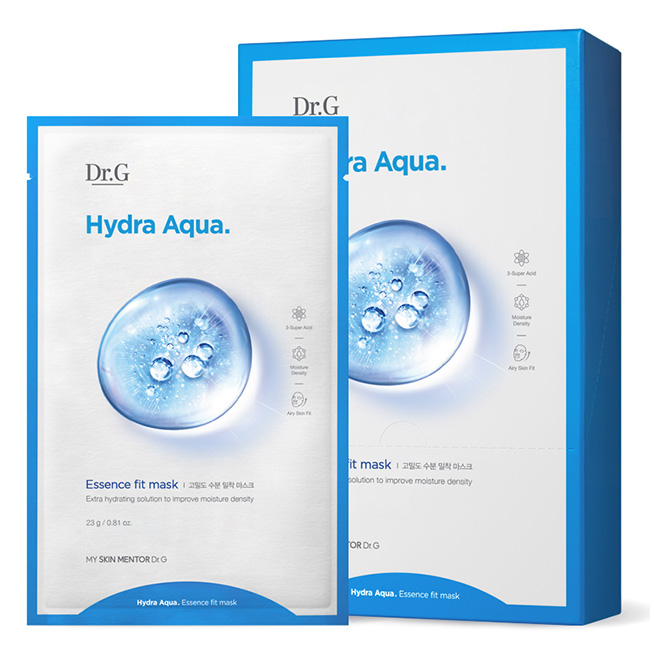 Dr.G
Hydra Aqua.
3-Super Acid
Moisture
Density
Airy Skin Fit
Essence fit mask | 고밀도 수분 밀착 마스크
Extra hydrating solution to improve moisture density
23 g / 0.81 oz.
MY SKIN MENTOR Dr.G
Hydra Aqua. Essence fit mask
Dr.G
ra Aqua.
3-Super Acid
Moisture
Density
Airy Skin Fit
fit mask | 고밀도 수분 밀착 마스크
solution to improve moisture density
TOR Dr.G
Hydra Aqua. Essence fit mask